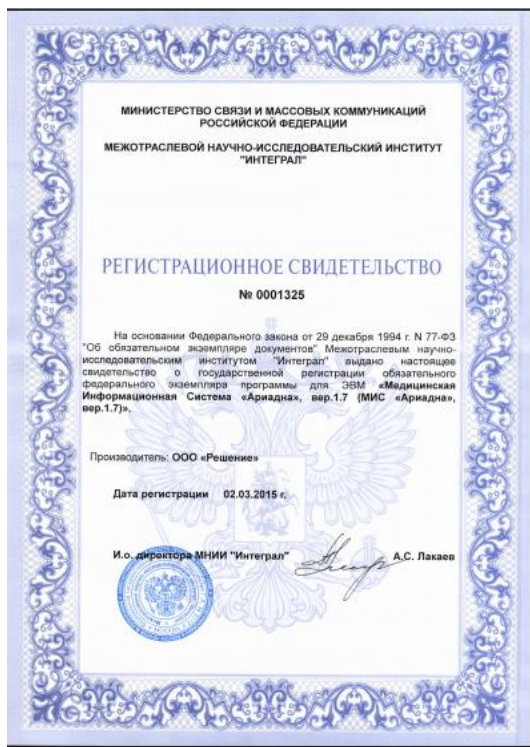 МИНИСТЕРСТВО СВЯЗИ И МАССОВЫХ КОММУНИКАЦИЙ
РОССИЙСКОЙ ФЕДЕРАЦИИ
МЕЖОТРАСЛЕВОЙ НАУЧНО-ИССЛЕДОВАТЕЛЬСКИЙ ИНСТИТУТ
"ИНТЕГРАЛ"
РЕГИСТРАЦИОННОЕ СВИДЕТЕЛЬСТВО
№ 0001325
На основании Федерального закона от 29 декабря 1994 г. N 77-ФЗ
"Об обязательном экземпляре документов" Межотраслевым научно-
исследовательским институтом "Интеграл" выдано настоящее
свидетельство о государственной регистрации обязательного
федерального экземпляра программы для ЭВМ «Медицинская
Информационная Система «Ариадна», вер.1.7 (МИС «Ариадна»,
вер.1.7)».
Производитель: ООО «Решение»
Дата регистрации 02.03.2015 г.
И.о. директора МНИИ "Интеграл" А.С. Лакаев